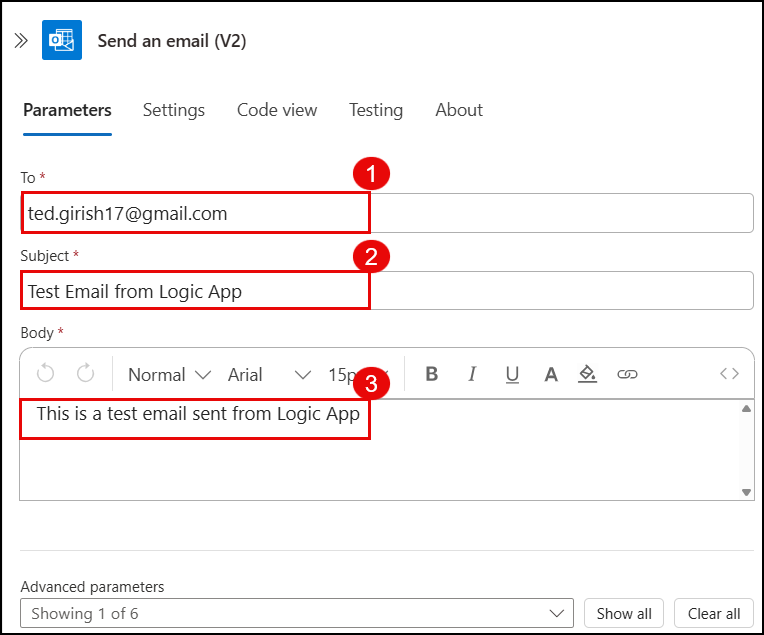 Send an email (V2)
Parameters Settings Code view Testing About
To *
1
ted.girish17@gmail.com
Subject *
2
Test Email from Logic App
Body *
Normal Arial 15p B I U A
3
This is a test email sent from Logic App
Advanced parameters
Showing 1 of 6 Show all Clear all